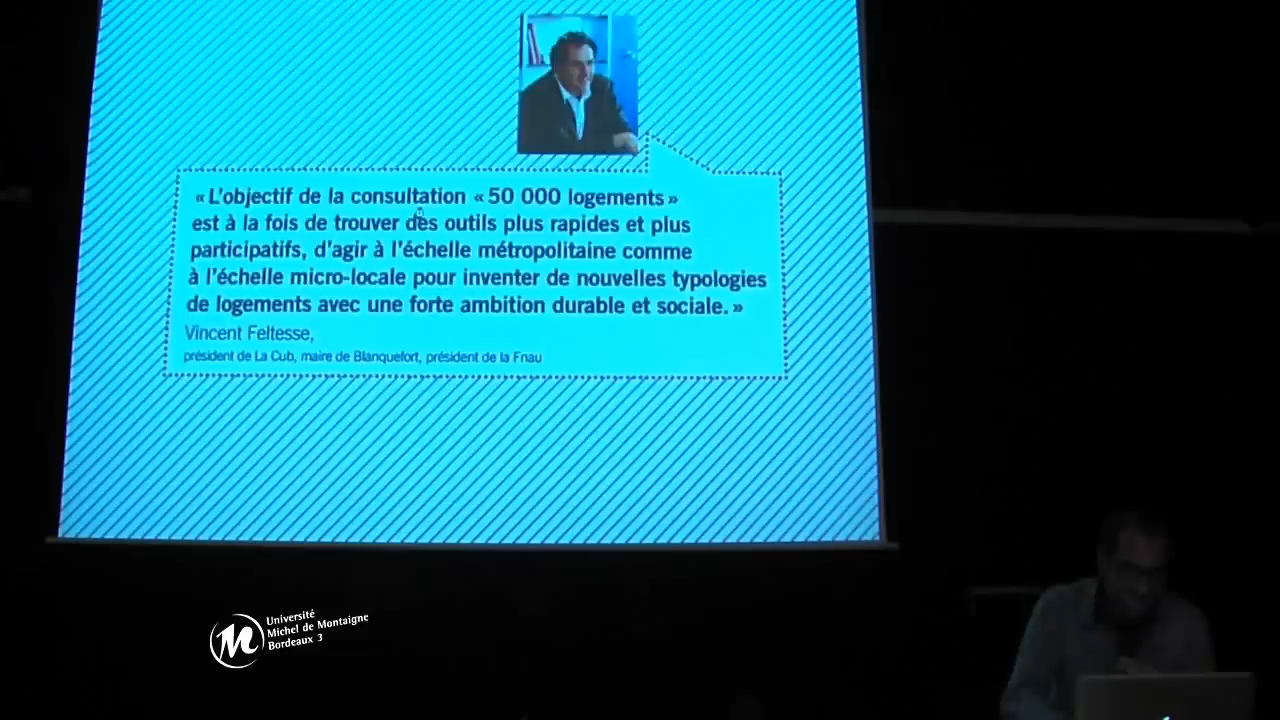 « L'objectif de la consultation « 50 000 logements »
est à la fois de trouver des outils plus rapides et plus
participatifs, d'agir à l'échelle métropolitaine comme
à l'échelle micro-locale pour inventer de nouvelles typologies
de logements avec une forte ambition durable et sociale. »
Vincent Feltesse,
président de La Cub, maire de Blanquefort, président de la Fnau
Université
Michel de Montaigne
Bordeaux 3